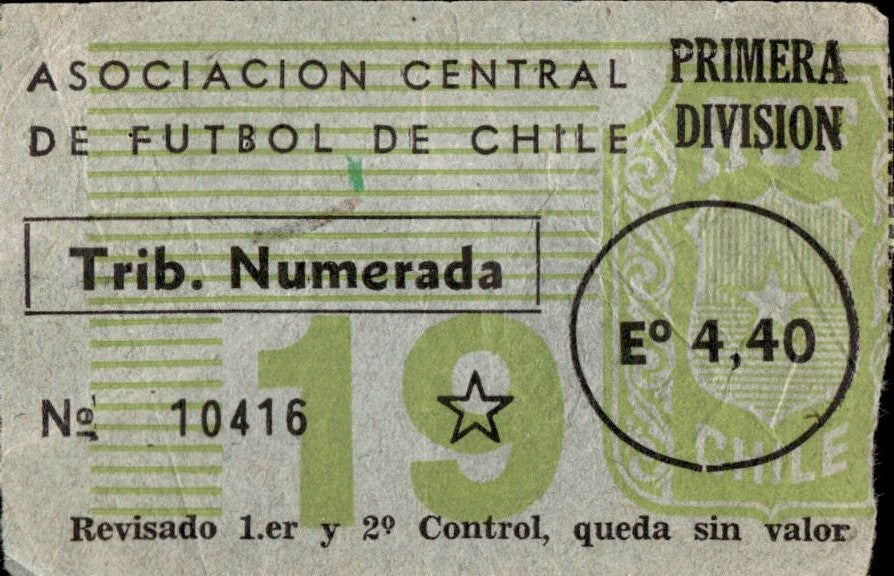 ASOCIACION CENTRAL
DE FUTBOL DE CHILE
PRIMERA
DIVISION
Trib. Numerada
Eº 4,40
Nº 10416
19
CHILE
Revisado 1.er y 2º Control, queda sin valor